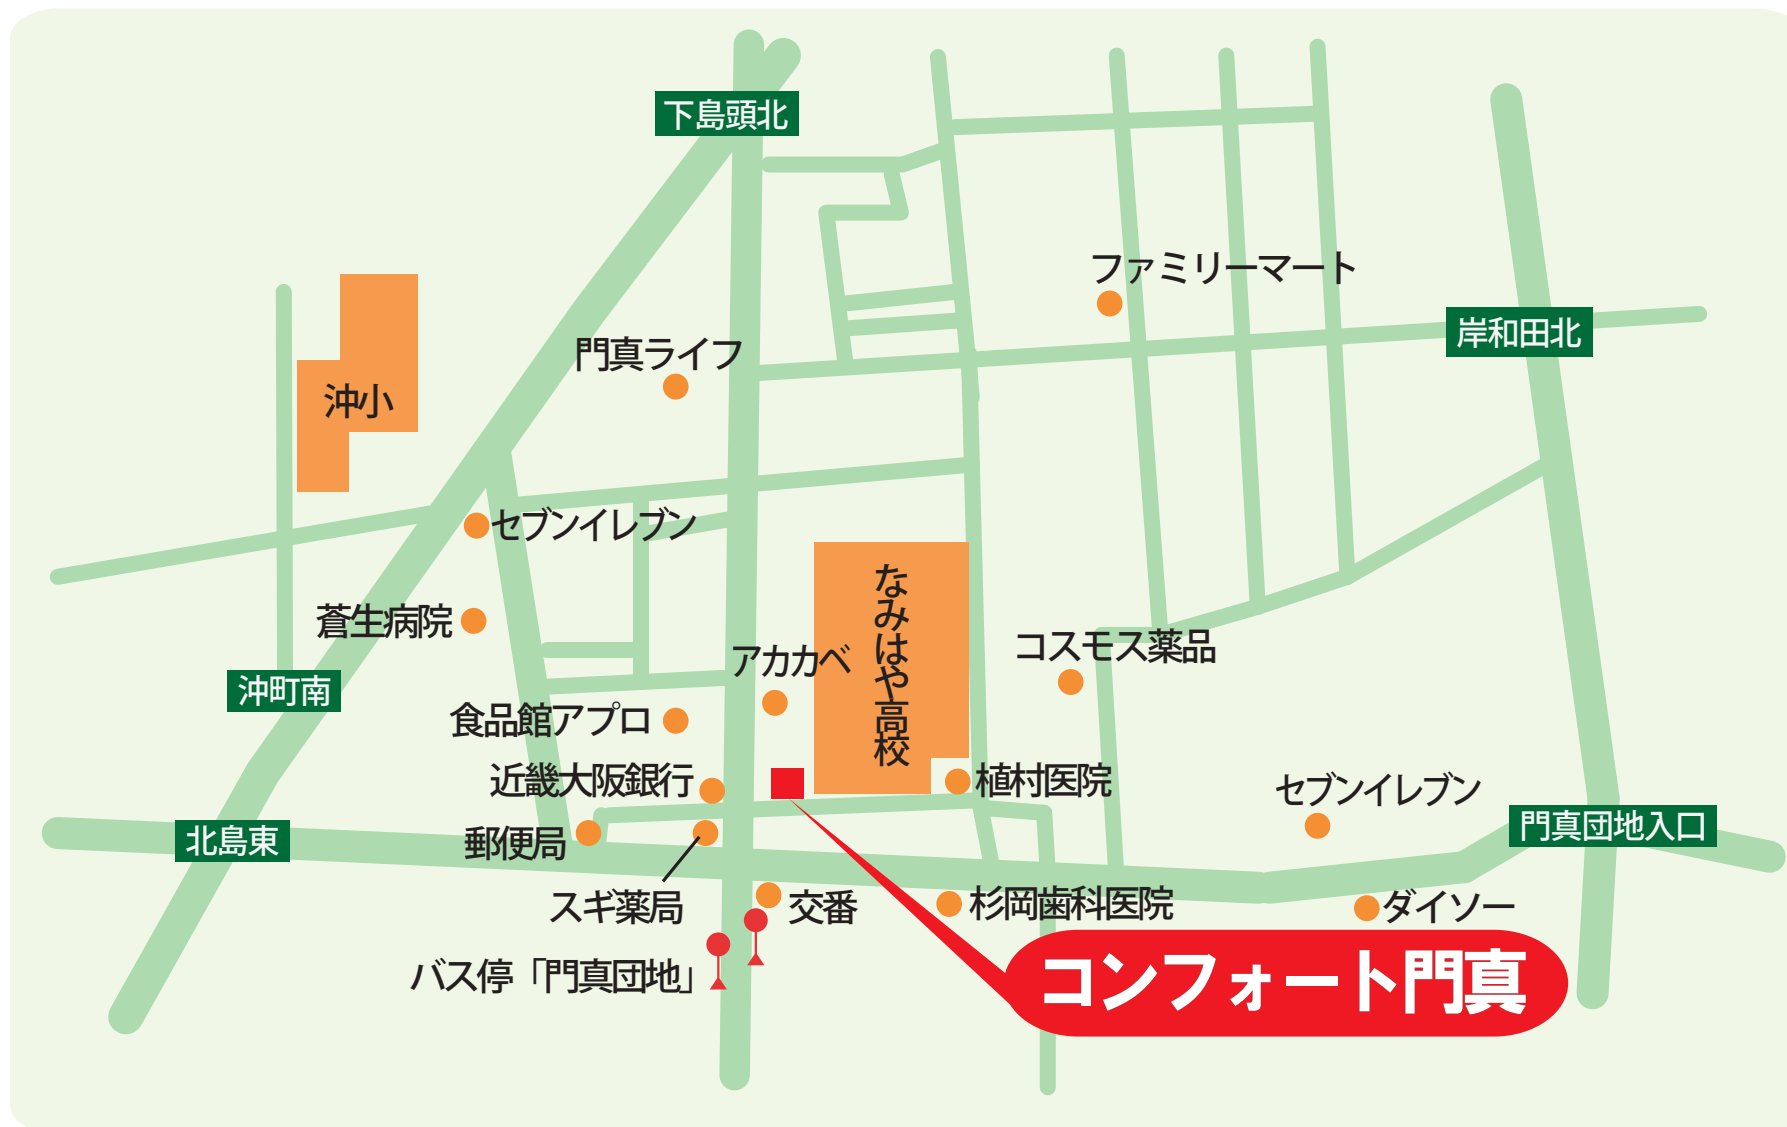 下島頭北
ファミリーマート
岸和田北
門真ライフ
沖小
セブンイレブン
なみはや高校
蒼生病院
コスモス薬品
アカカベ
沖町南
食品館アプロ
近畿大阪銀行
植村医院
セブンイレブン
門真団地入口
北島東
郵便局
スギ薬局
交番
杉岡歯科医院
ダイソー
バス停「門真団地」
コンフォート門真